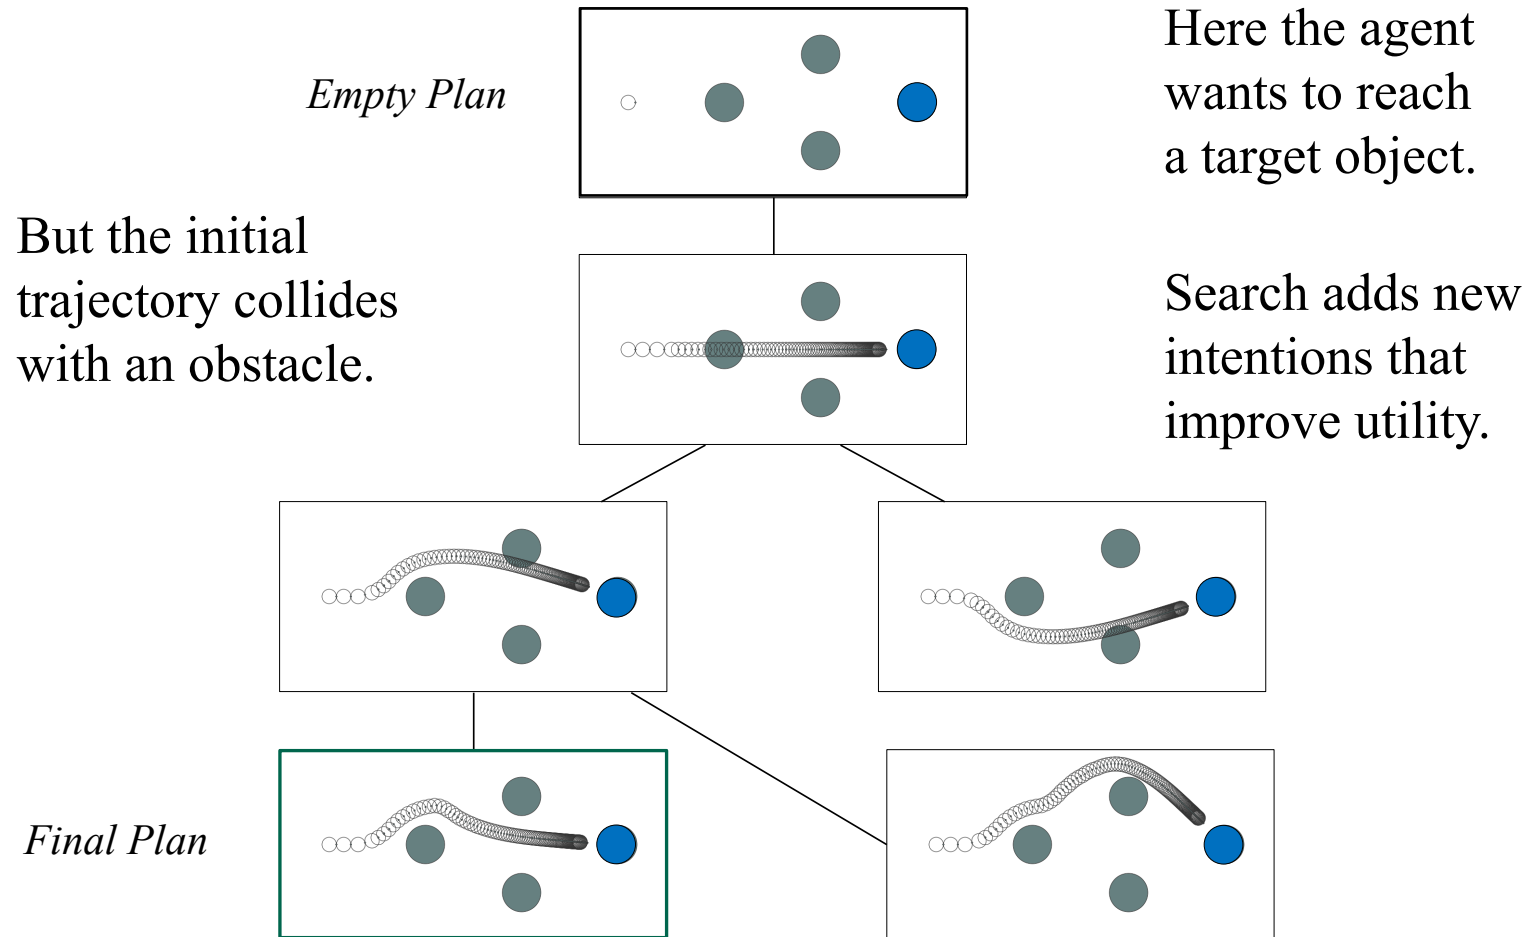 Empty Plan
Here the agent
wants to reach
a target object.
But the initial
trajectory collides
with an obstacle.
Search adds new
intentions that
improve utility.
Final Plan